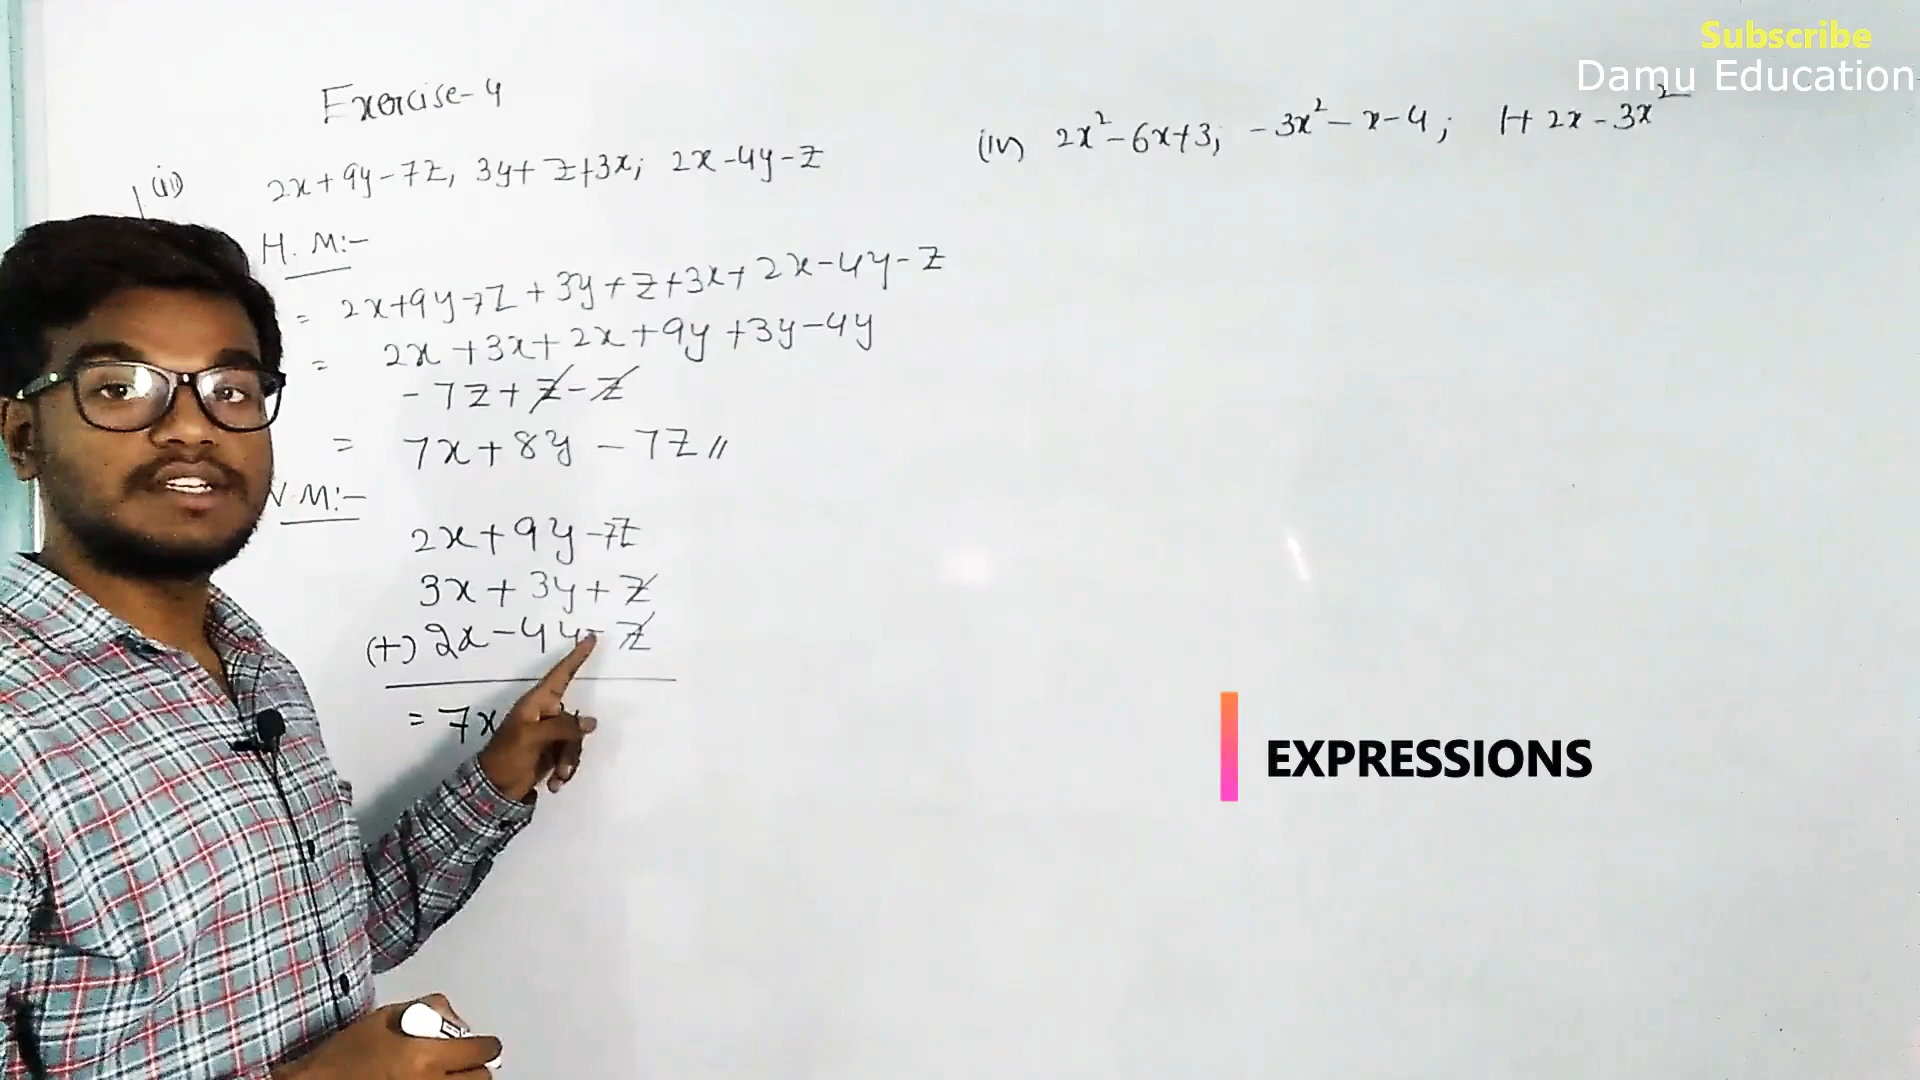 Subscribe
Damu Education
Exercise-4
(iii) 2x+9y-7z, 3y+z+3x; 2x-4y-z
H.M:-
= 2x+9y-7z+3y+z+3x+2x-4y-z
= 2x+3x+2x+9y+3y-4y
-7z+z-z
= 7x+8y-7z//
V.M:-
2x+9y-7z
3x+3y+z
(+) 2x-4y-z
= 7x
(iv) 2x²-6x+3; -3x²-x-4; 1+2x-3x²
EXPRESSIONS